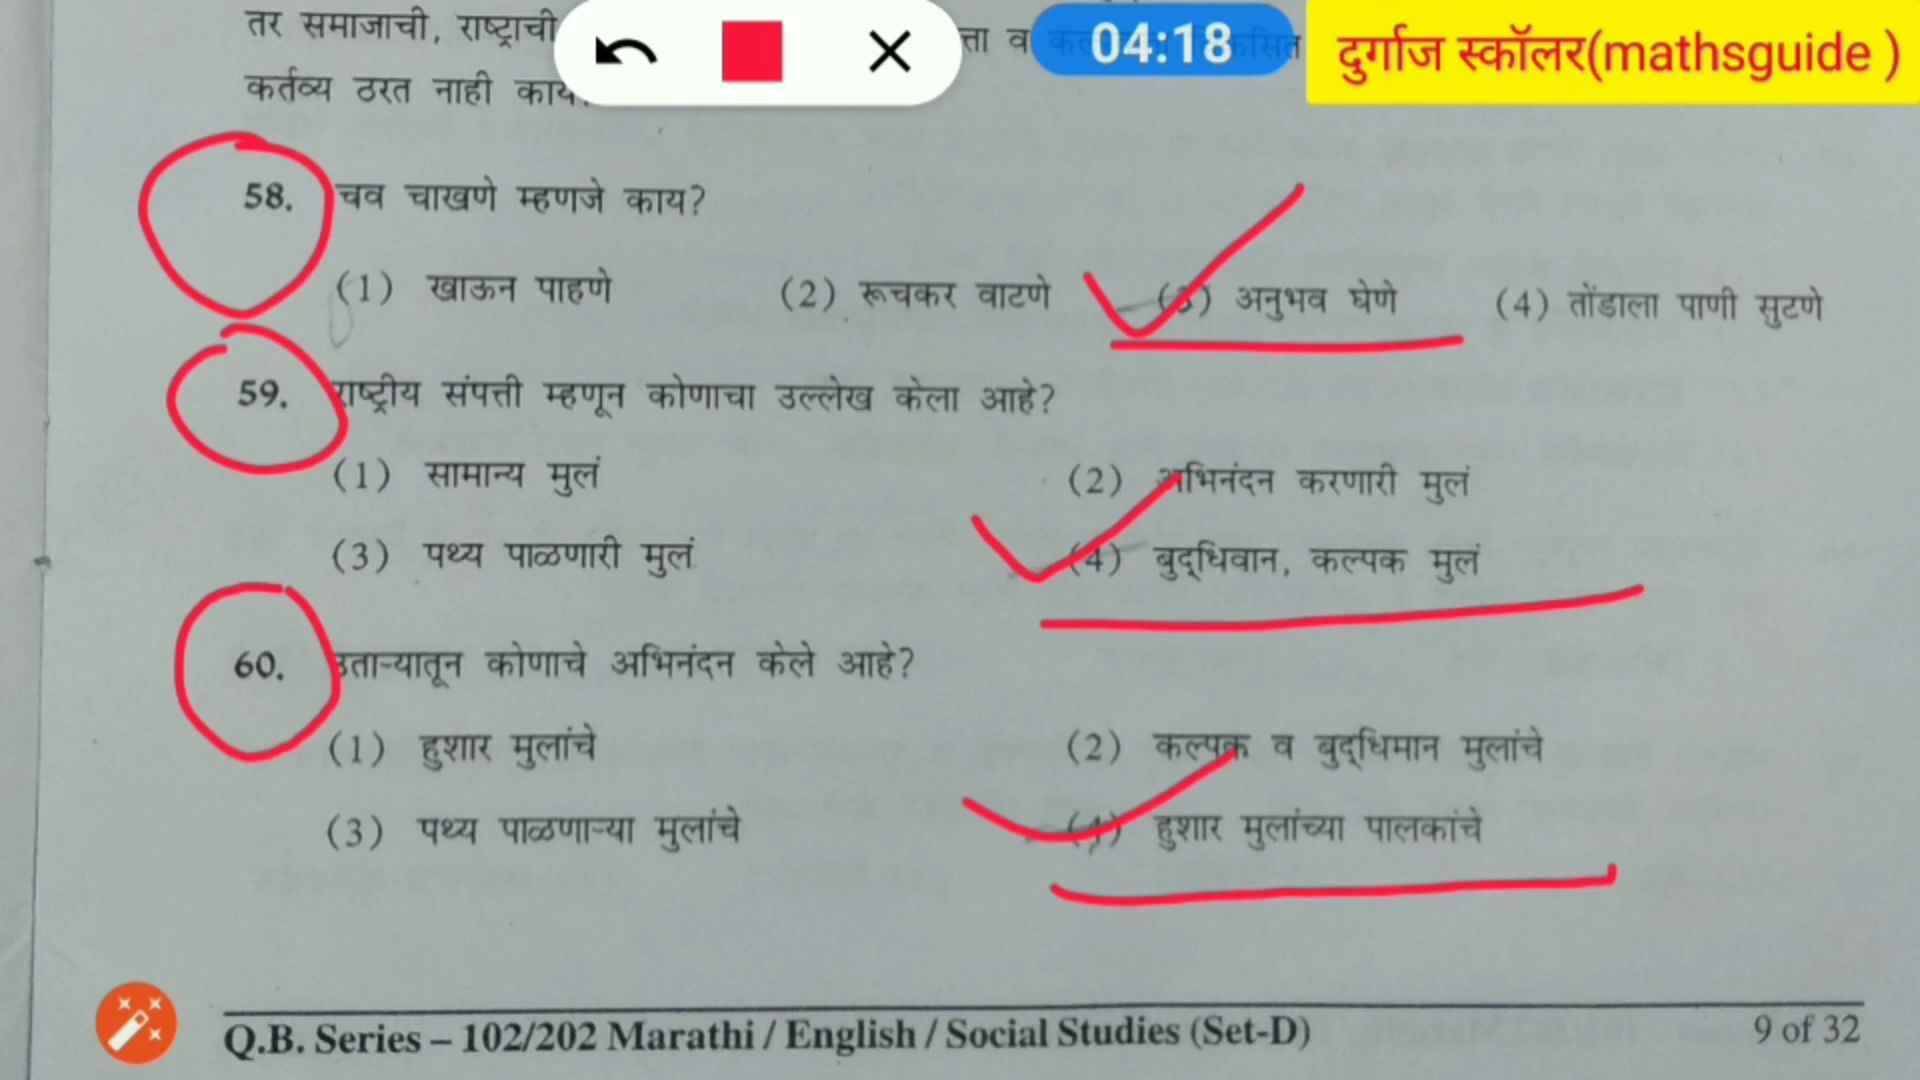 तर समाजाची, राष्ट्राची
त्ता व
04:18
दुर्गाज स्कॉलर(mathsguide )
कर्तव्य ठरत नाही काय
58. चव चाखणे म्हणजे काय?
(1) खाऊन पाहणे (2) रूचकर वाटणे (3) अनुभव घेणे (4) तोंडाला पाणी सुटणे
59. राष्ट्रीय संपत्ती म्हणून कोणाचा उल्लेख केला आहे?
(1) सामान्य मुलं (2) अभिनंदन करणारी मुलं
(3) पथ्य पाळणारी मुलं (4) बुद्धिवान, कल्पक मुलं
60. उताऱ्यातून कोणाचे अभिनंदन केले आहे?
(1) हुशार मुलांचे (2) कल्पक व बुद्धिमान मुलांचे
(3) पथ्य पाळणाऱ्या मुलांचे (4) हुशार मुलांच्या पालकांचे
Q.B. Series – 102/202 Marathi / English / Social Studies (Set-D) 9 of 32